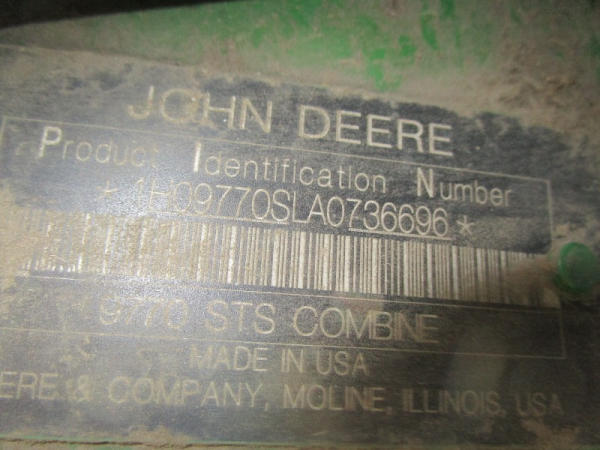 JOHN DEERE
Product Identification Number
*1H09770SLA0736696*
9770 STS COMBINE
MADE IN USA
ERE & COMPANY, MOLINE, ILLINOIS, USA